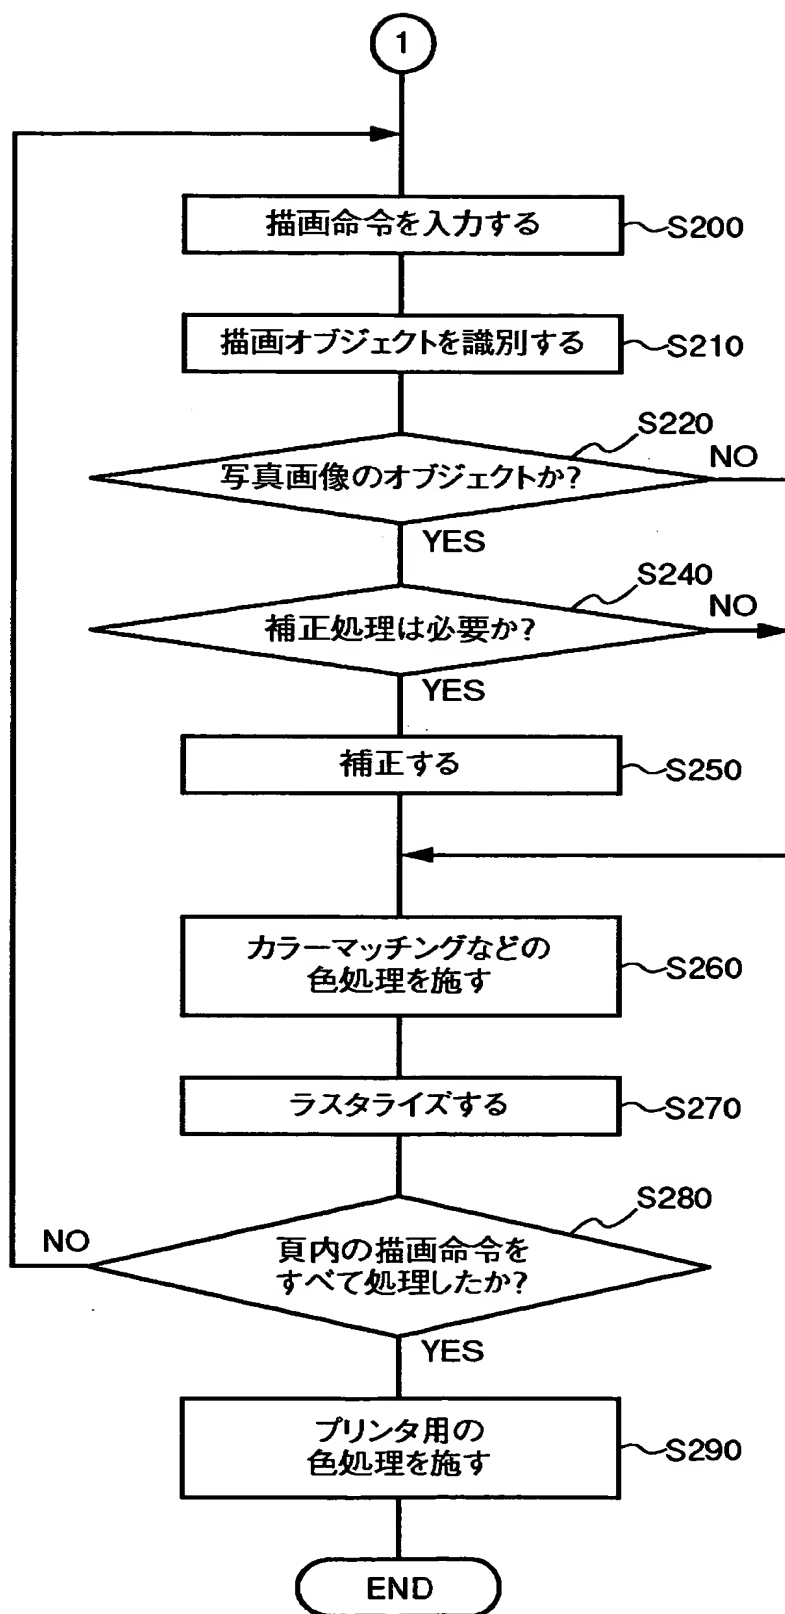 1
描画命令を入力する
S200
描画オブジェクトを識別する
S210
S220
写真画像のオブジェクトか?
NO
YES
S240
補正処理は必要か?
NO
YES
補正する
S250
カラーマッチングなどの
色処理を施す
S260
ラスタライズする
S270
S280
頁内の描画命令を
すべて処理したか?
NO
YES
プリンタ用の
色処理を施す
S290
END